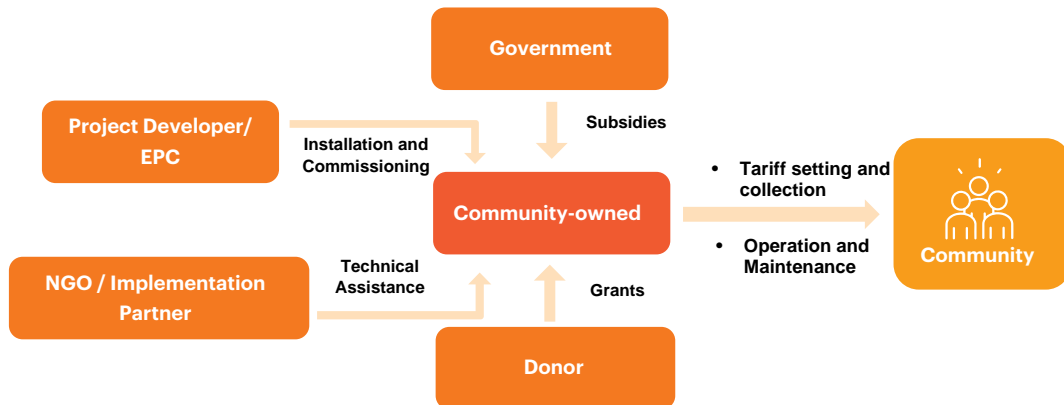 Government
Subsidies
Project Developer/
EPC
Installation and
Commissioning
Community-owned
• Tariff setting and
collection
• Operation and
Maintenance
Community
NGO / Implementation
Partner
Technical
Assistance
Grants
Donor